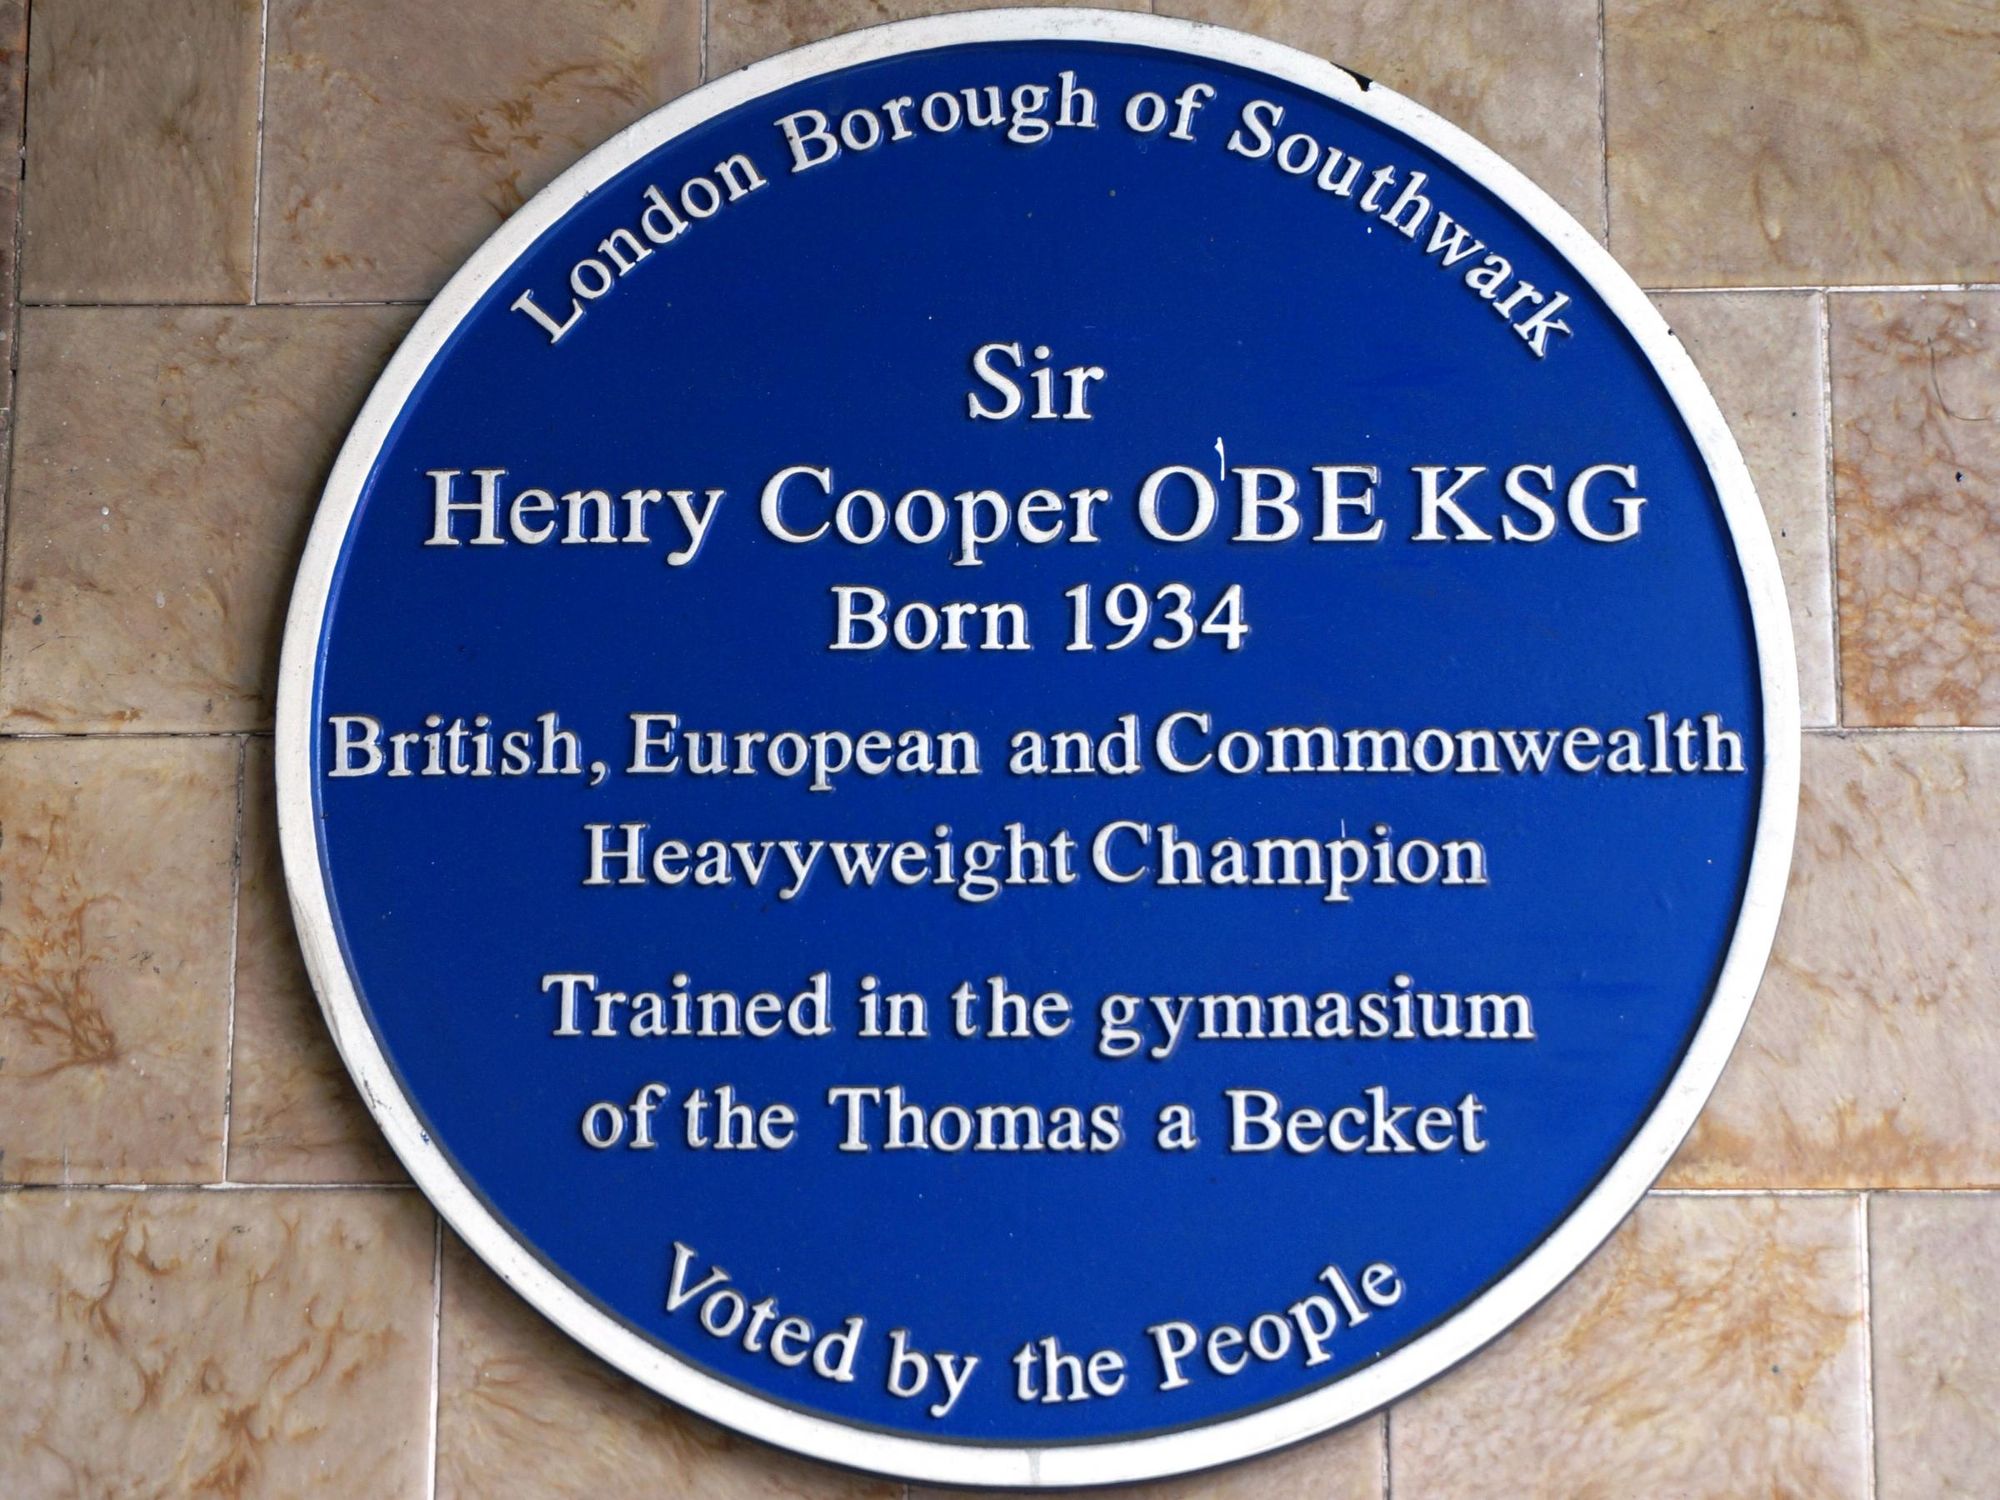 London Borough of Southwark
Sir
Henry Cooper OBE KSG
Born 1934
British, European and Commonwealth
Heavyweight Champion
Trained in the gymnasium
of the Thomas a Becket
Voted by the People